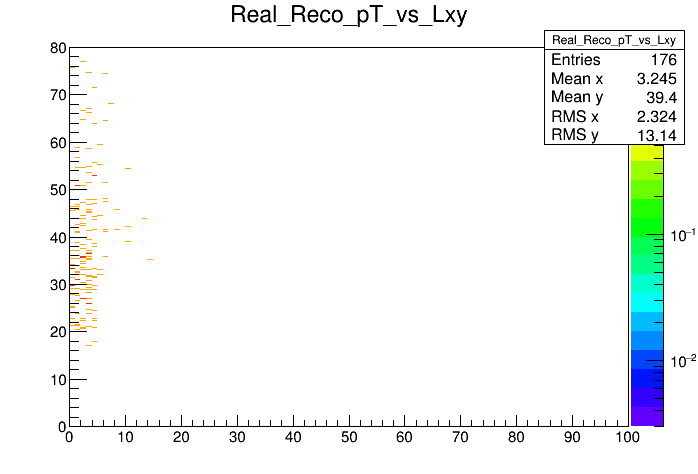 Real_Reco_pT_vs_Lxy
Real_Reco_pT_vs_Lxy
Entries 176
Mean x 3.245
Mean y 39.4
RMS x 2.324
RMS y 13.14
80
70
60
50
40
30
20
10
0
0 10 20 30 40 50 60 70 80 90 100
10⁻¹
10⁻²